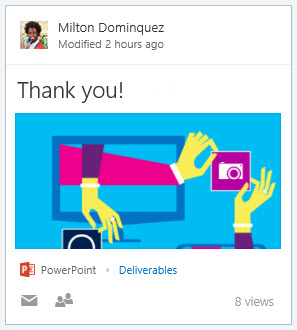 Milton Dominquez
Modified 2 hours ago
Thank you!
PowerPoint • Deliverables
8 views